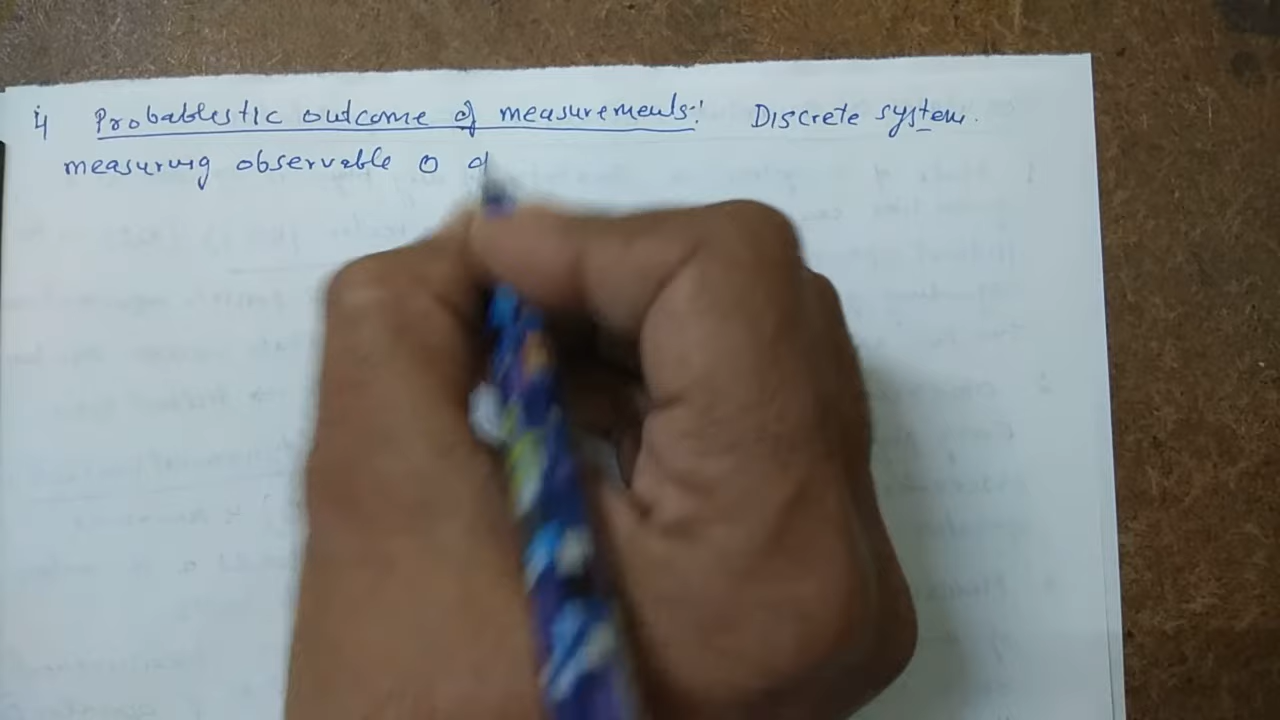 4 Probablestic outcome of measurements:' Discrete system.
measuring observable O of